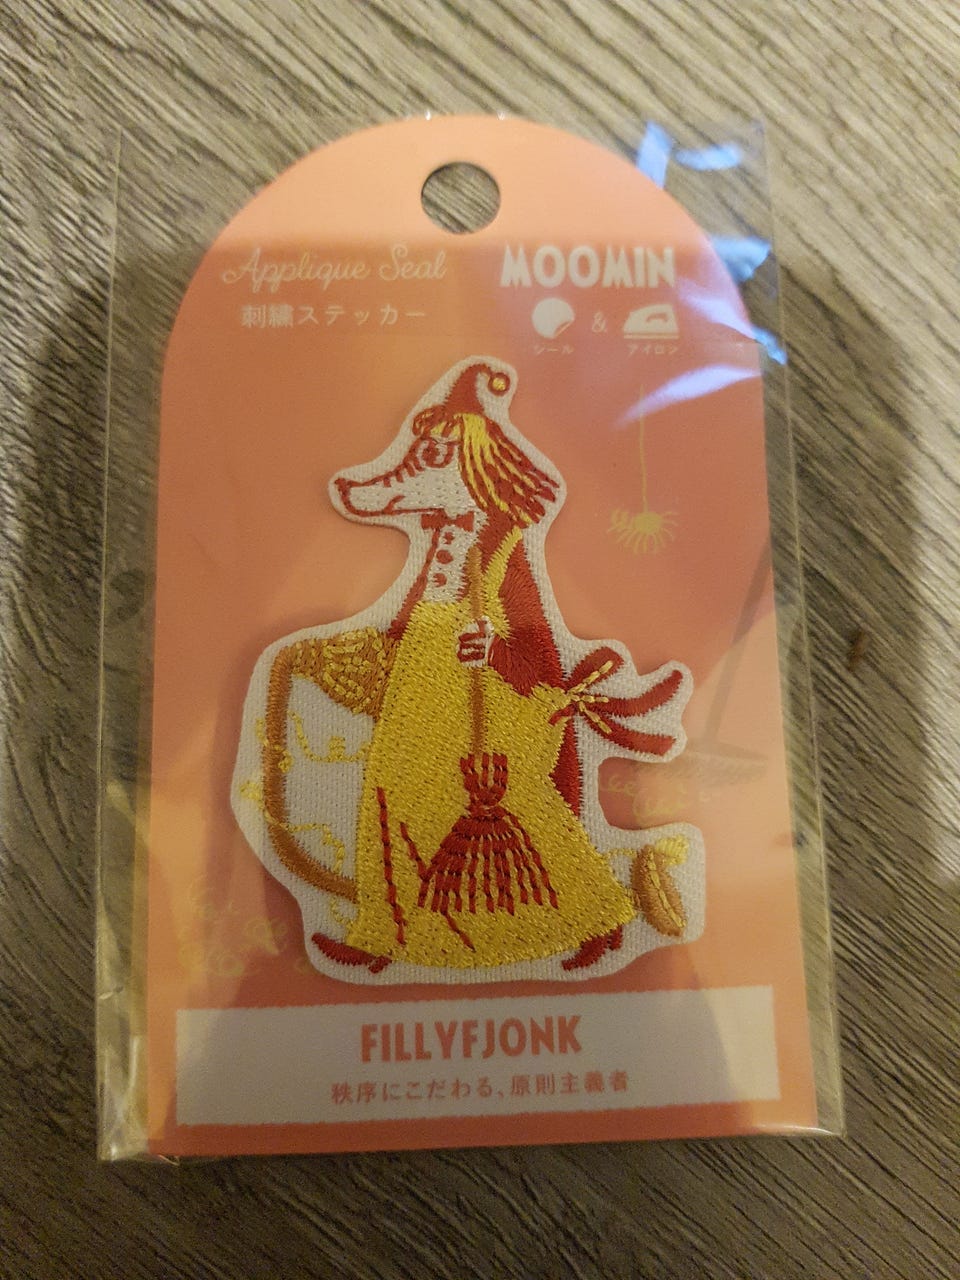 Applique Seal
刺繍ステッカー
MOOMIN
&
シール
アイロン
FILLYFJONK
秩序にこだわる、原則主義者